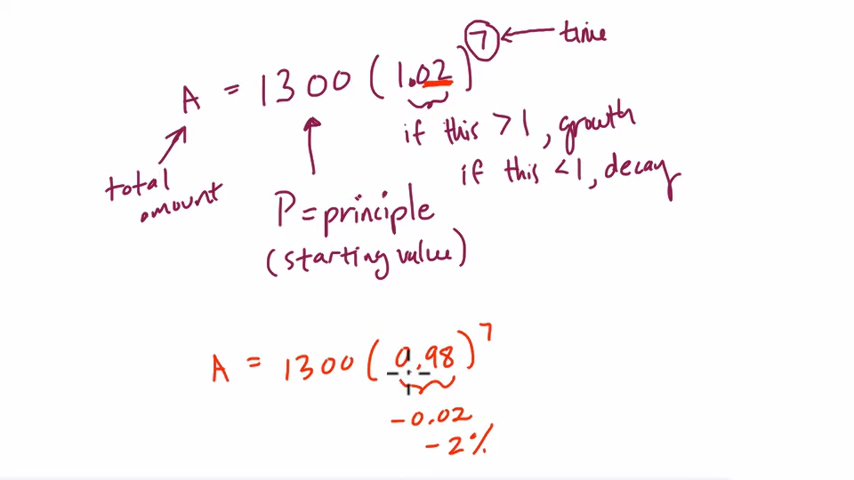 A = 1300 (1.02)^7 ← time
if this > 1, growth
if this < 1, decay
total
amount
P = principle
(starting value)
A = 1300 (0.98)^7
-0.02
-2%